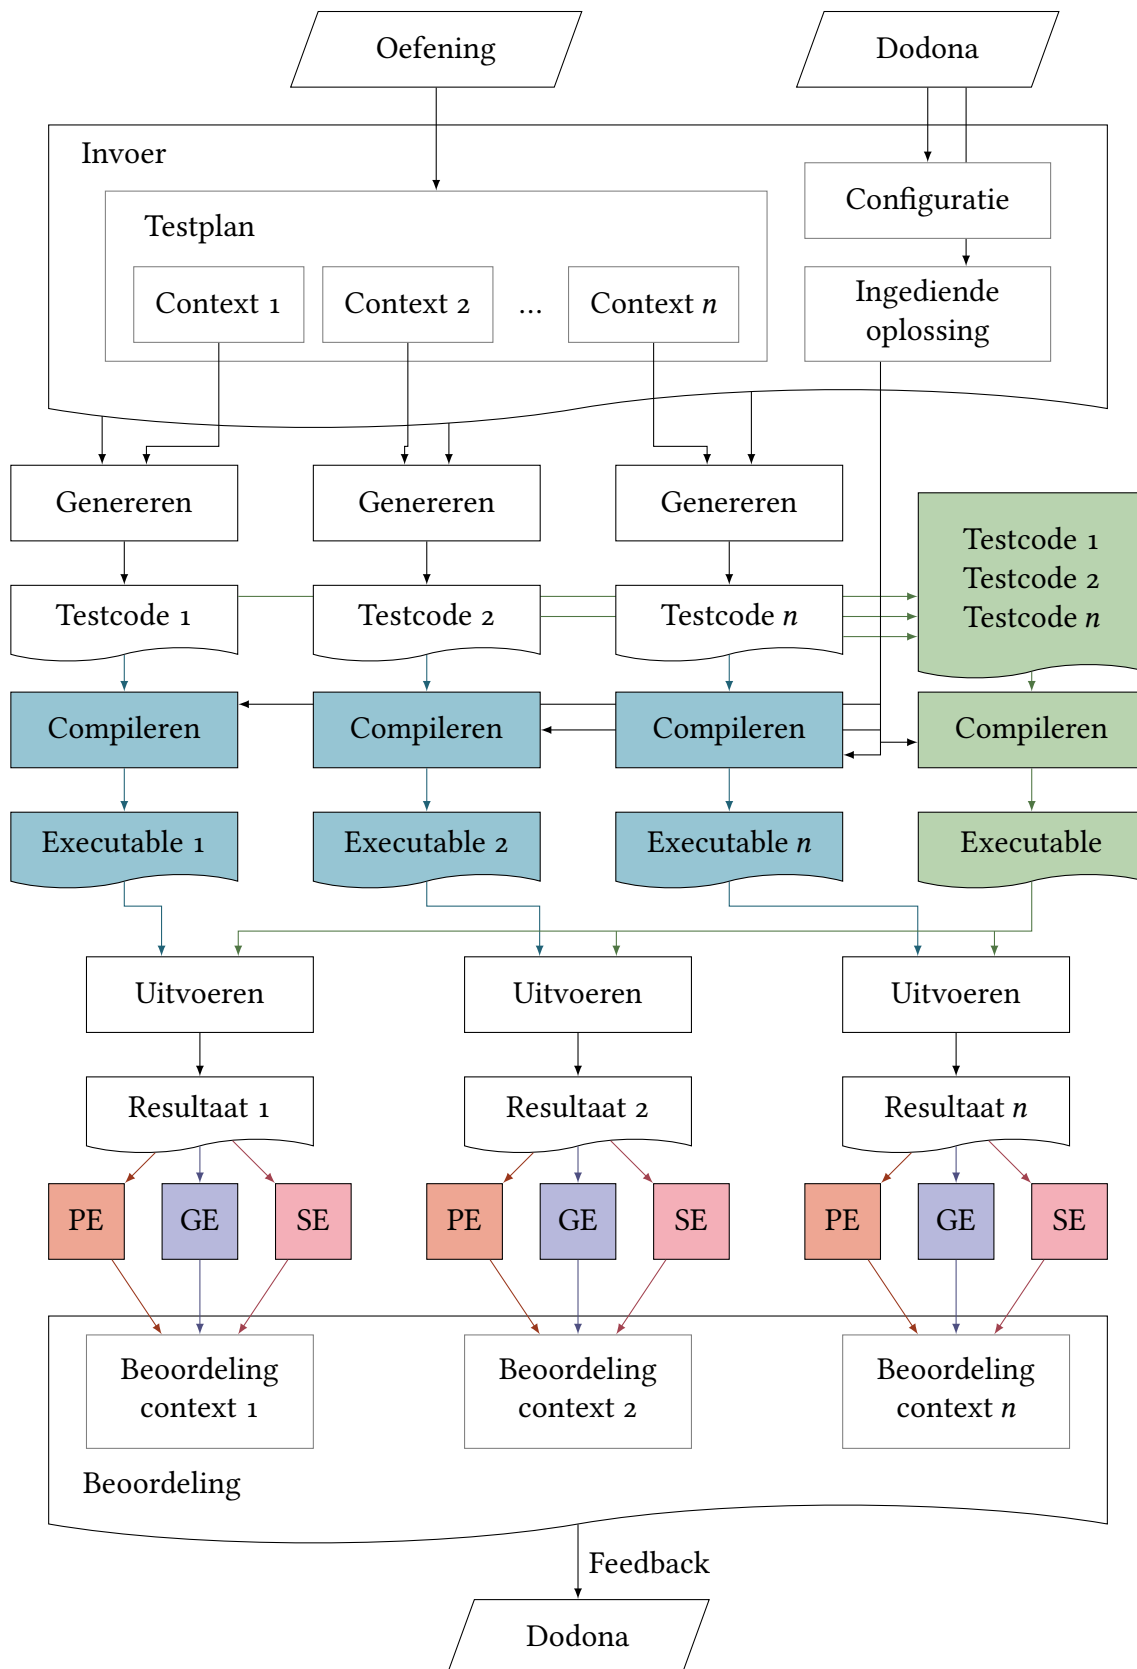 Oefening
Dodona
Invoer
Testplan
Configuratie
Context 1
Context 2
...
Context n
Ingediende
oplossing
Genereren
Genereren
Genereren
Testcode 1
Testcode 2
Testcode n
Testcode 1
Testcode 2
Testcode n
Compileren
Compileren
Compileren
Compileren
Executable 1
Executable 2
Executable n
Executable
Uitvoeren
Uitvoeren
Uitvoeren
Resultaat 1
Resultaat 2
Resultaat n
PE
GE
SE
PE
GE
SE
PE
GE
SE
Beoordeling
context 1
Beoordeling
context 2
Beoordeling
context n
Beoordeling
Feedback
Dodona